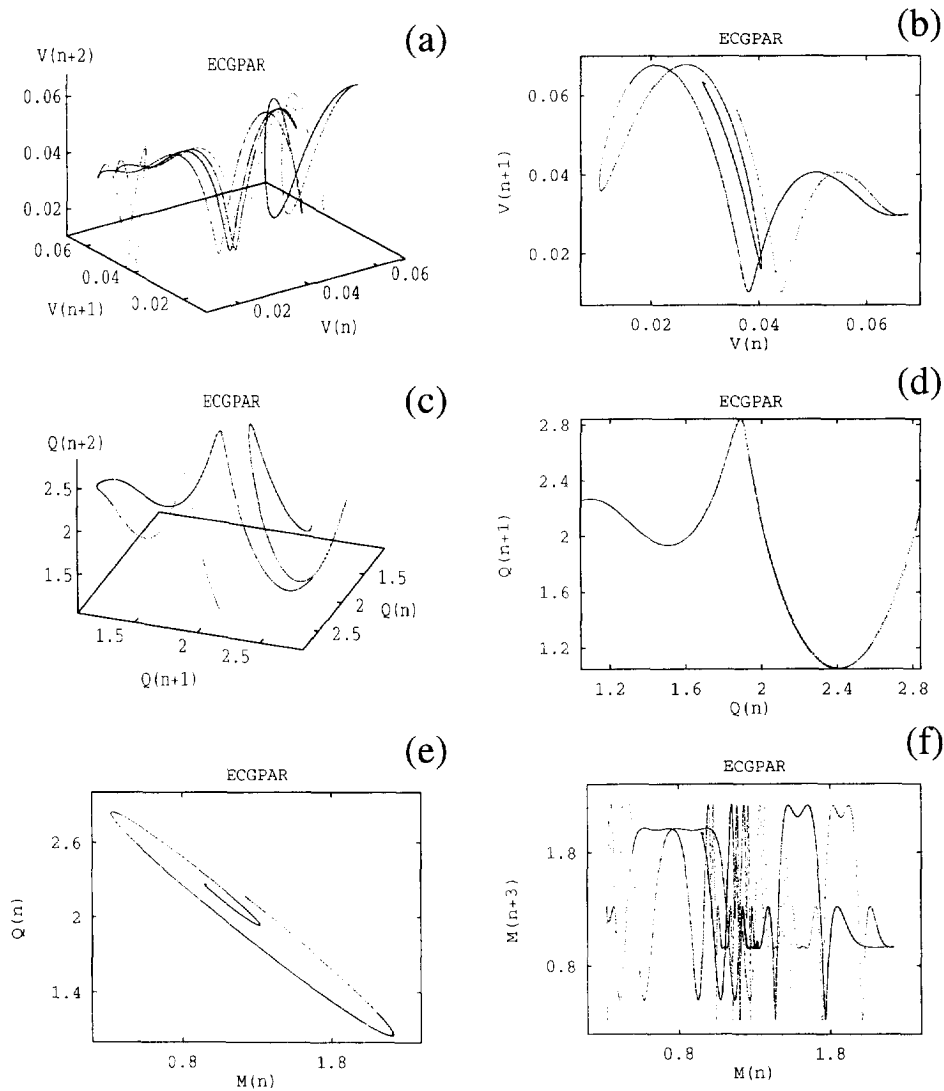 (a)
ECGPAR
V(n+2)
0.06
0.04
0.02
0.06
0.04
0.02
V(n+1)
0.02
0.04
0.06
V(n)
(b)
ECGPAR
V(n+1)
0.06
0.04
0.02
0.02
0.04
0.06
V(n)
(c)
ECGPAR
Q(n+2)
2.5
2
1.5
1.5
2
2.5
Q(n+1)
1.5
2
2.5
Q(n)
(d)
ECGPAR
Q(n+1)
2.8
2.4
2
1.6
1.2
1.2
1.6
2
2.4
2.8
Q(n)
(e)
ECGPAR
Q(n)
2.6
2
1.4
0.8
1.8
M(n)
(f)
ECGPAR
M(n+3)
1.8
0.8
0.8
1.8
M(n)